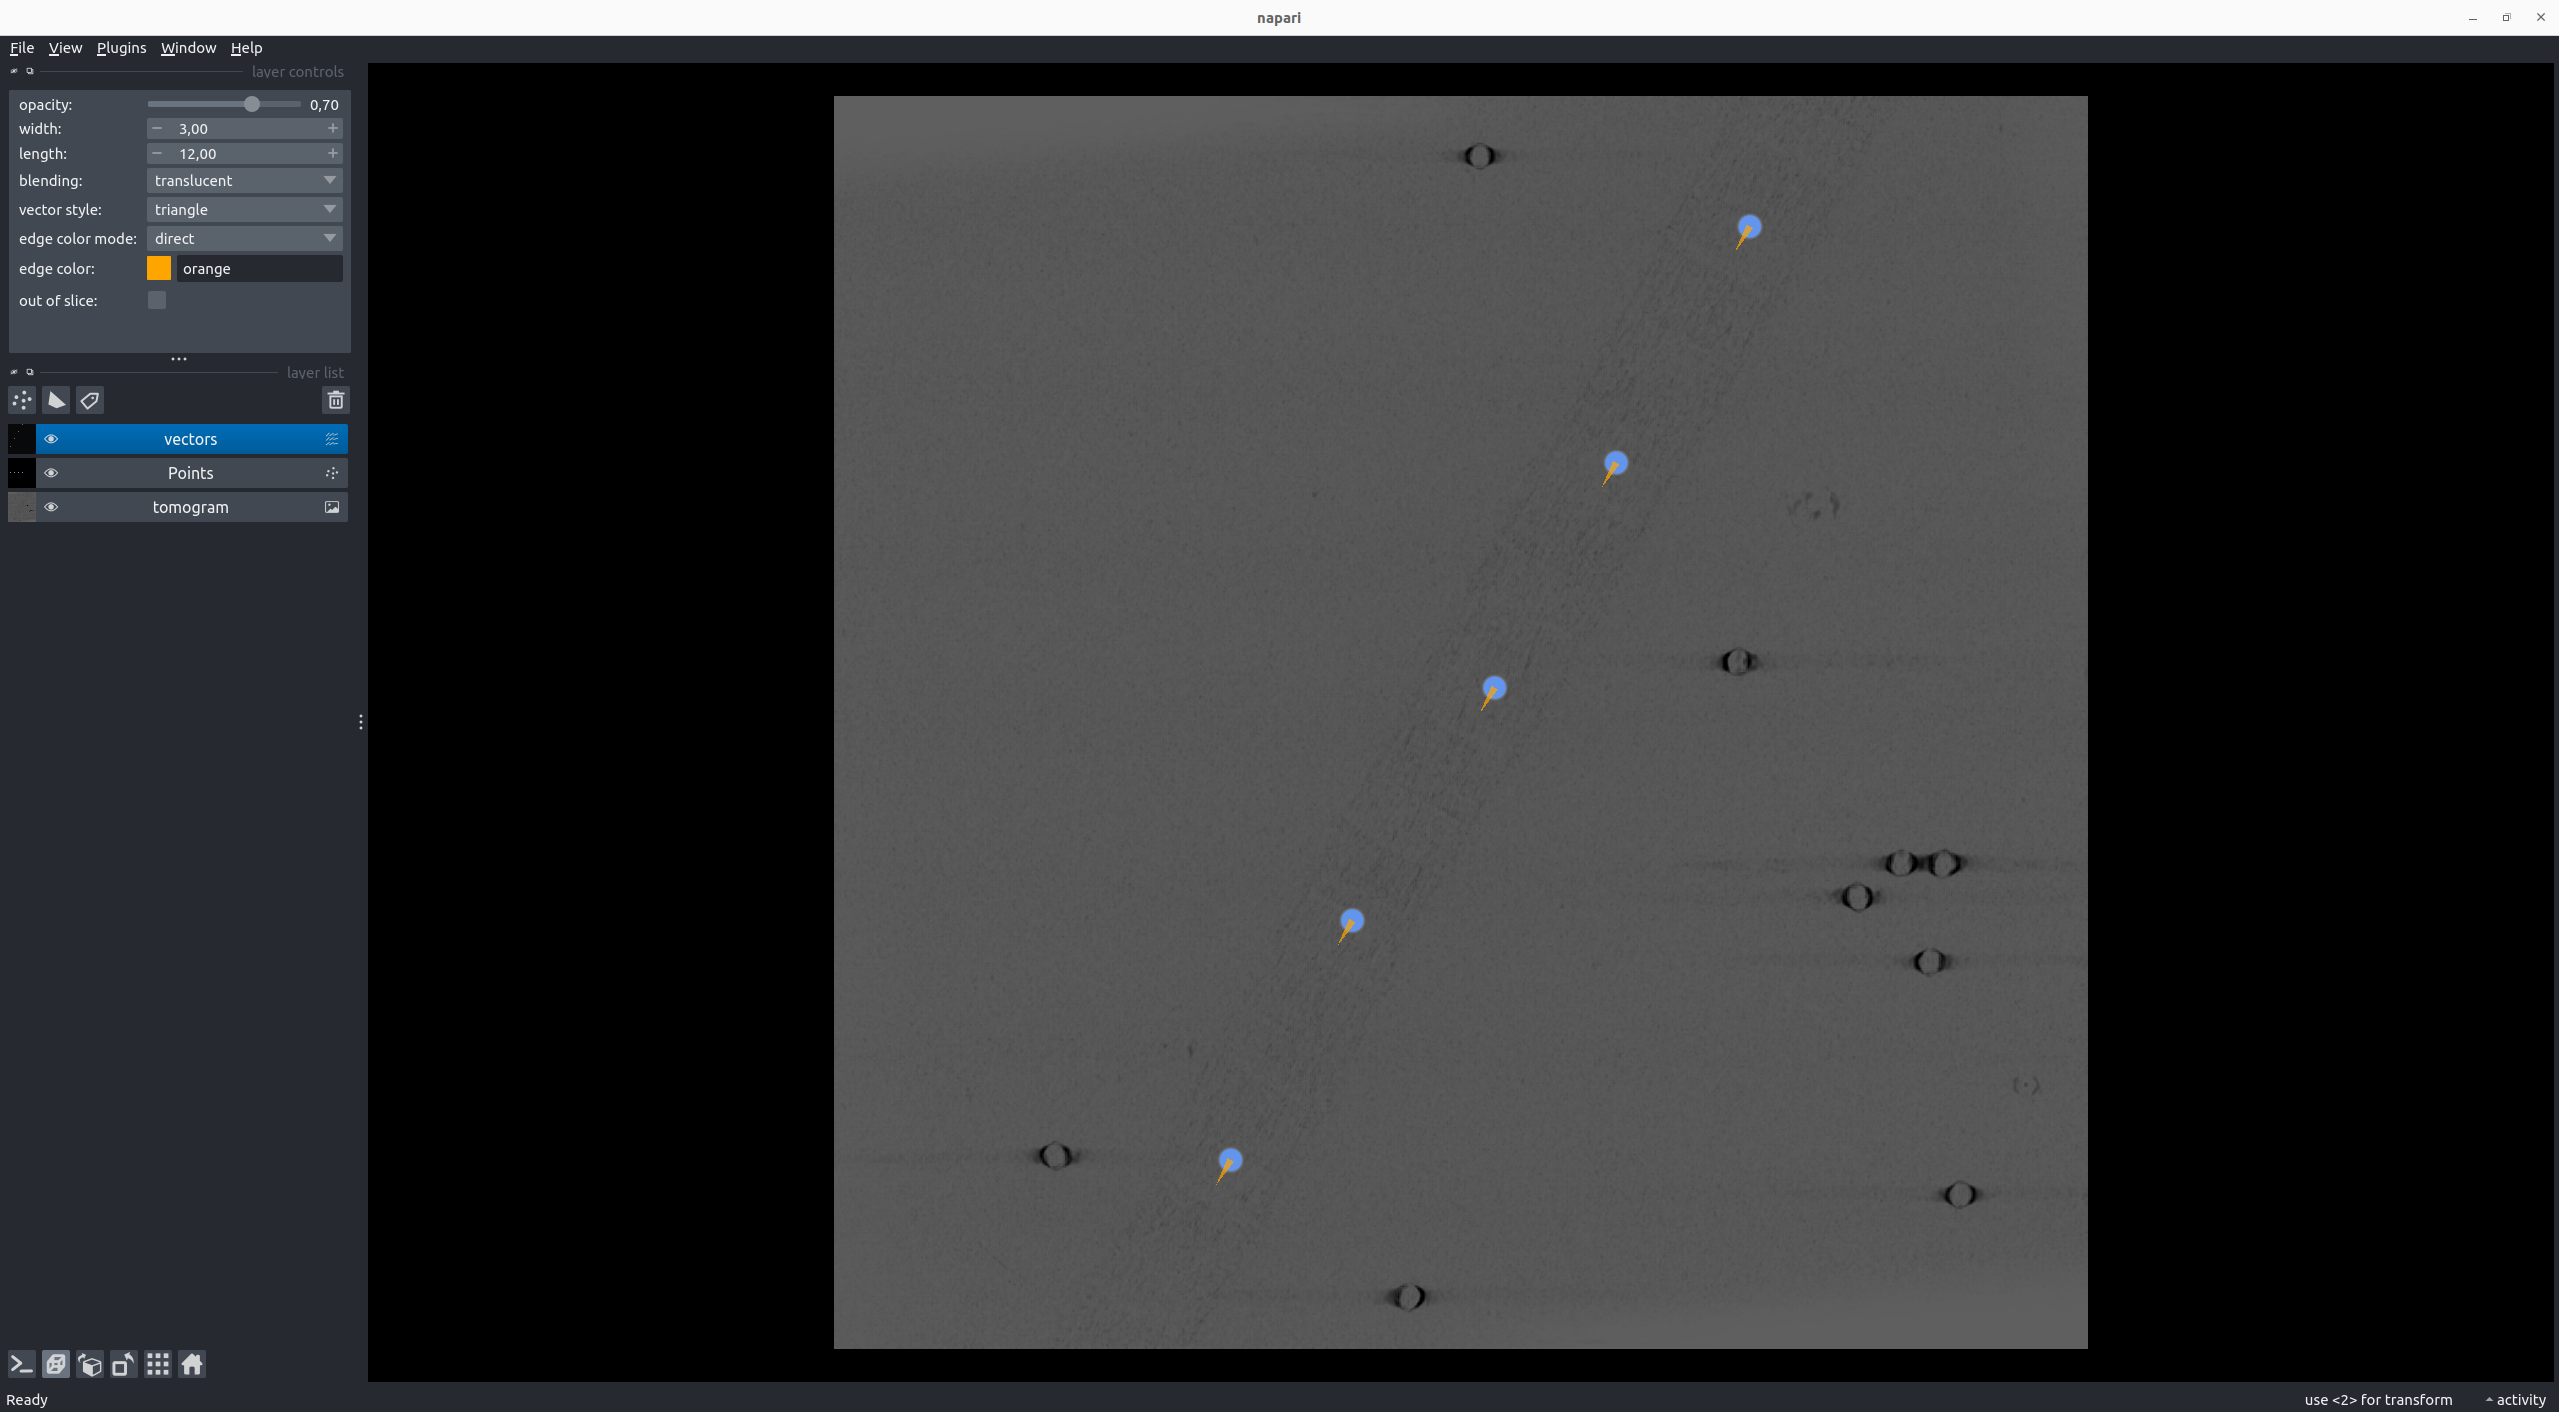 napari
File View Plugins Window Help
layer controls
opacity: 0,70
width: 3,00
length: 12,00
blending: translucent
vector style: triangle
edge color mode: direct
edge color: orange
out of slice:
layer list
vectors
Points
tomogram
Ready
use <2> for transform
activity